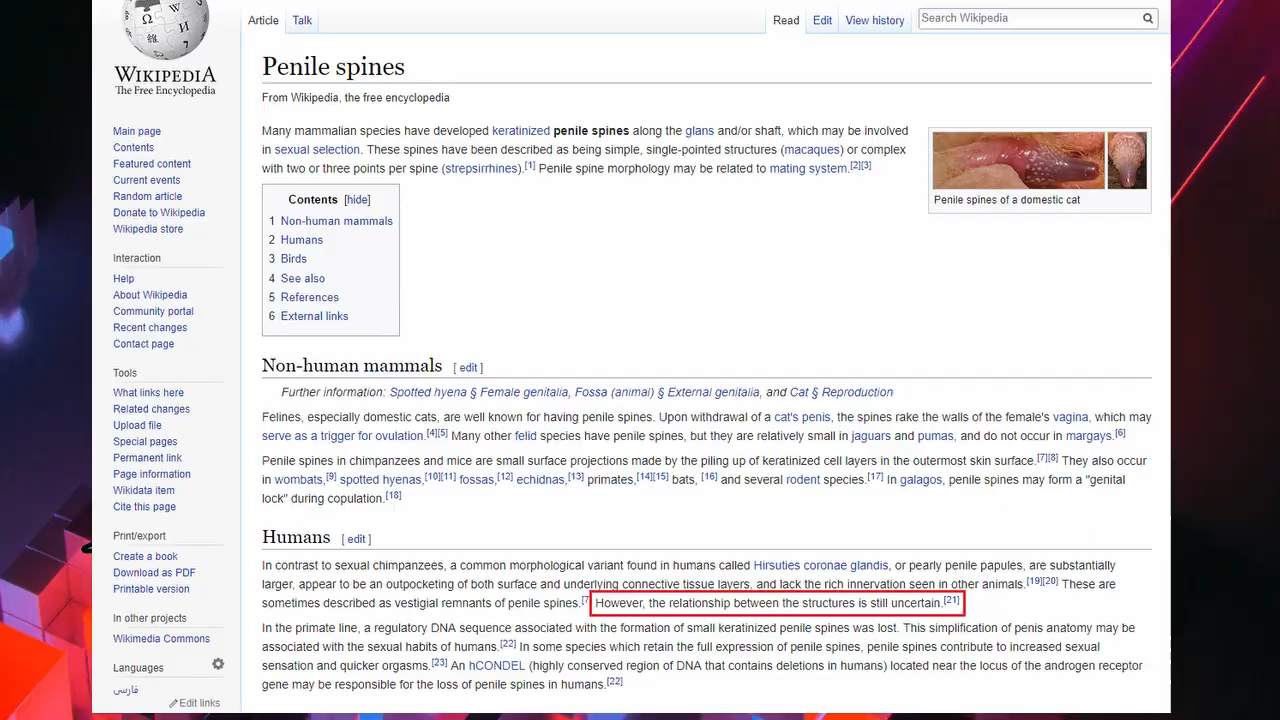 Article Talk Read Edit View history Search Wikipedia
WIKIPEDIA
The Free Encyclopedia
Main page
Contents
Featured content
Current events
Random article
Donate to Wikipedia
Wikipedia store
Interaction
Help
About Wikipedia
Community portal
Recent changes
Contact page
Tools
What links here
Related changes
Upload file
Special pages
Permanent link
Page information
Wikidata item
Cite this page
Print/export
Create a book
Download as PDF
Printable version
In other projects
Wikimedia Commons
Languages
فارسی
Edit links
Penile spines
From Wikipedia, the free encyclopedia
Many mammalian species have developed keratinized penile spines along the glans and/or shaft, which may be involved
in sexual selection. These spines have been described as being simple, single-pointed structures (macaques) or complex
with two or three points per spine (strepsirrhines).[1] Penile spine morphology may be related to mating system.[2][3]
Penile spines of a domestic cat
Contents [hide]
1 Non-human mammals
2 Humans
3 Birds
4 See also
5 References
6 External links
Non-human mammals [ edit ]
Further information: Spotted hyena § Female genitalia, Fossa (animal) § External genitalia, and Cat § Reproduction
Felines, especially domestic cats, are well known for having penile spines. Upon withdrawal of a cat's penis, the spines rake the walls of the female's vagina, which may
serve as a trigger for ovulation.[4][5] Many other felid species have penile spines, but they are relatively small in jaguars and pumas, and do not occur in margays.[6]
Penile spines in chimpanzees and mice are small surface projections made by the piling up of keratinized cell layers in the outermost skin surface.[7][8] They also occur
in wombats,[9] spotted hyenas,[10][11] fossas,[12] echidnas,[13] primates,[14][15] bats, [16] and several rodent species.[17] In galagos, penile spines may form a "genital
lock" during copulation.[18]
Humans [ edit ]
In contrast to sexual chimpanzees, a common morphological variant found in humans called Hirsuties coronae glandis, or pearly penile papules, are substantially
larger, appear to be an outpocketing of both surface and underlying connective tissue layers, and lack the rich innervation seen in other animals.[19][20] These are
sometimes described as vestigial remnants of penile spines.[7 However, the relationship between the structures is still uncertain.[21]
In the primate line, a regulatory DNA sequence associated with the formation of small keratinized penile spines was lost. This simplification of penis anatomy may be
associated with the sexual habits of humans.[22] In some species which retain the full expression of penile spines, penile spines contribute to increased sexual
sensation and quicker orgasms.[23] An hCONDEL (highly conserved region of DNA that contains deletions in humans) located near the locus of the androgen receptor
gene may be responsible for the loss of penile spines in humans.[22]